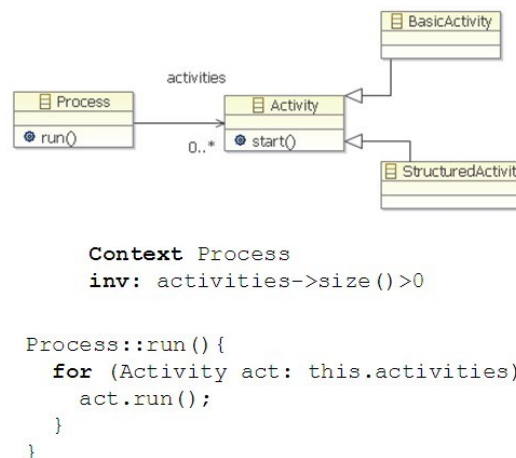 BasicActivity
activities
Process
Activity
run()
0..*
start()
StructuredActivit
Context Process
inv: activities->size()>0
Process::run(){
for (Activity act: this.activities)
act.run();
}
}